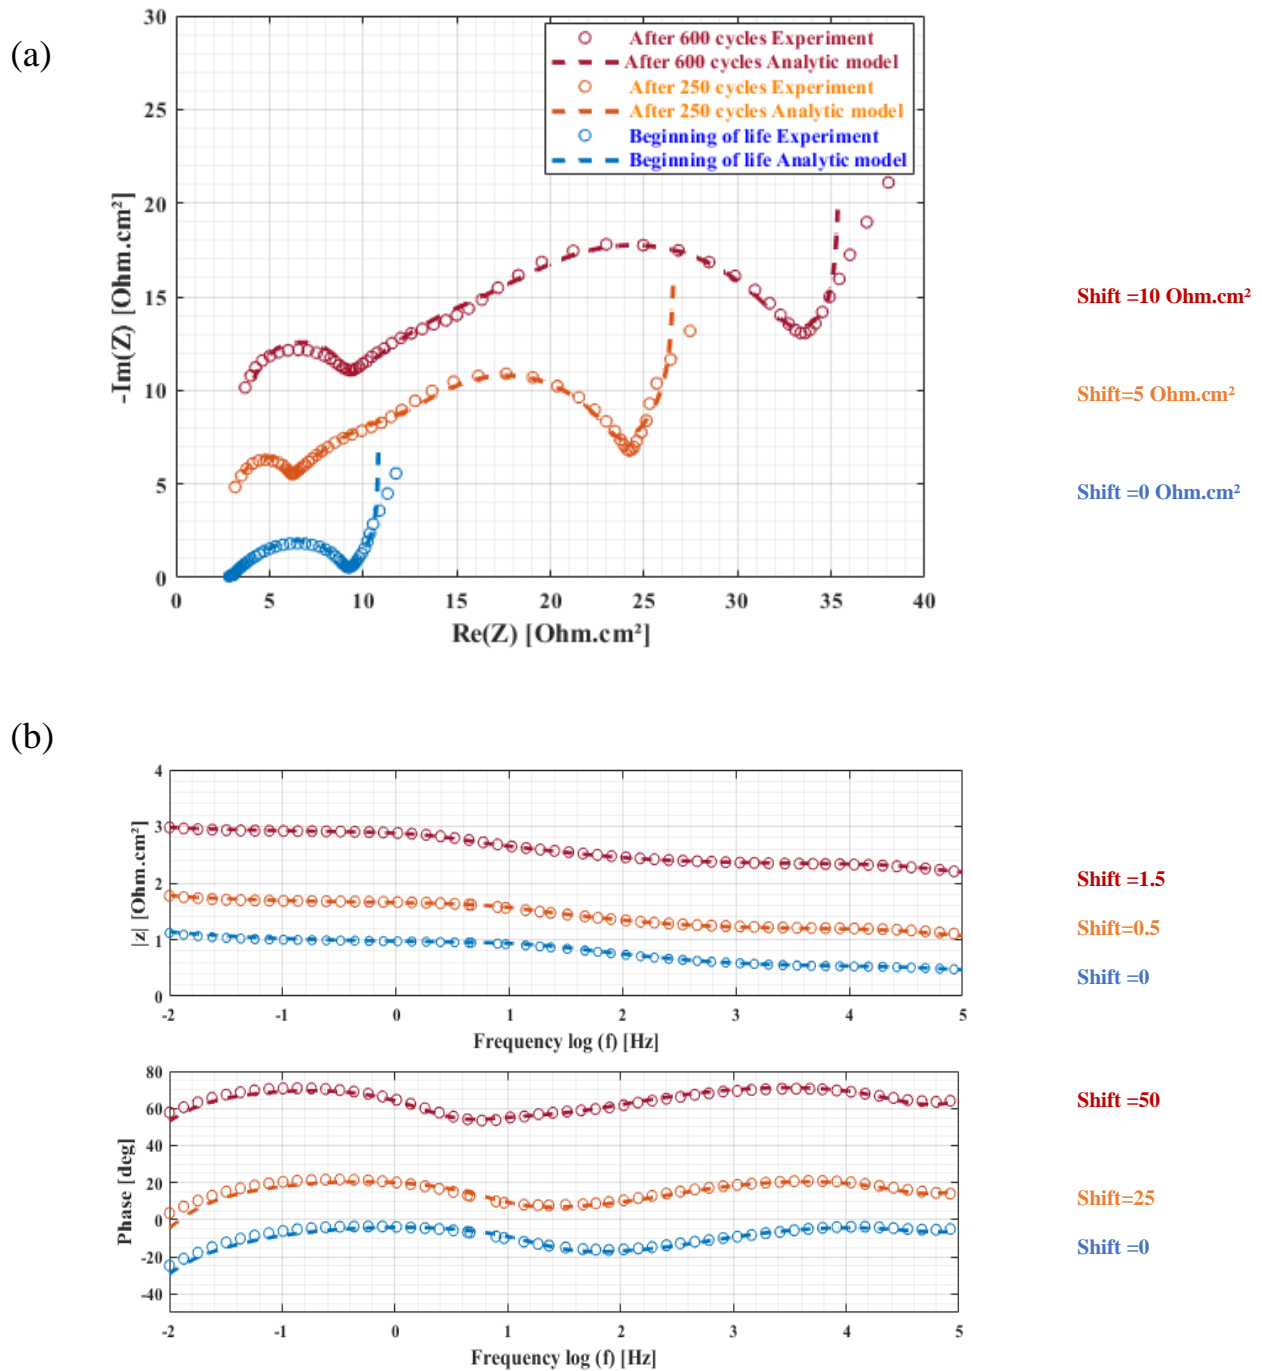 (a)
30
25
20
15
10
5
0
-Im(Z) [Ohm.cm²]
After 600 cycles Experiment
After 600 cycles Analytic model
After 250 cycles Experiment
After 250 cycles Analytic model
Beginning of life Experiment
Beginning of life Analytic model
0 5 10 15 20 25 30 35 40
Re(Z) [Ohm.cm²]
Shift =10 Ohm.cm²
Shift=5 Ohm.cm²
Shift =0 Ohm.cm²
(b)
4
3
2
1
0
|z| [Ohm.cm²]
-2 -1 0 1 2 3 4 5
Frequency log (f) [Hz]
Shift =1.5
Shift=0.5
Shift =0
80
60
40
20
0
-20
-40
Phase [deg]
-2 -1 0 1 2 3 4 5
Frequency log (f) [Hz]
Shift =50
Shift=25
Shift =0